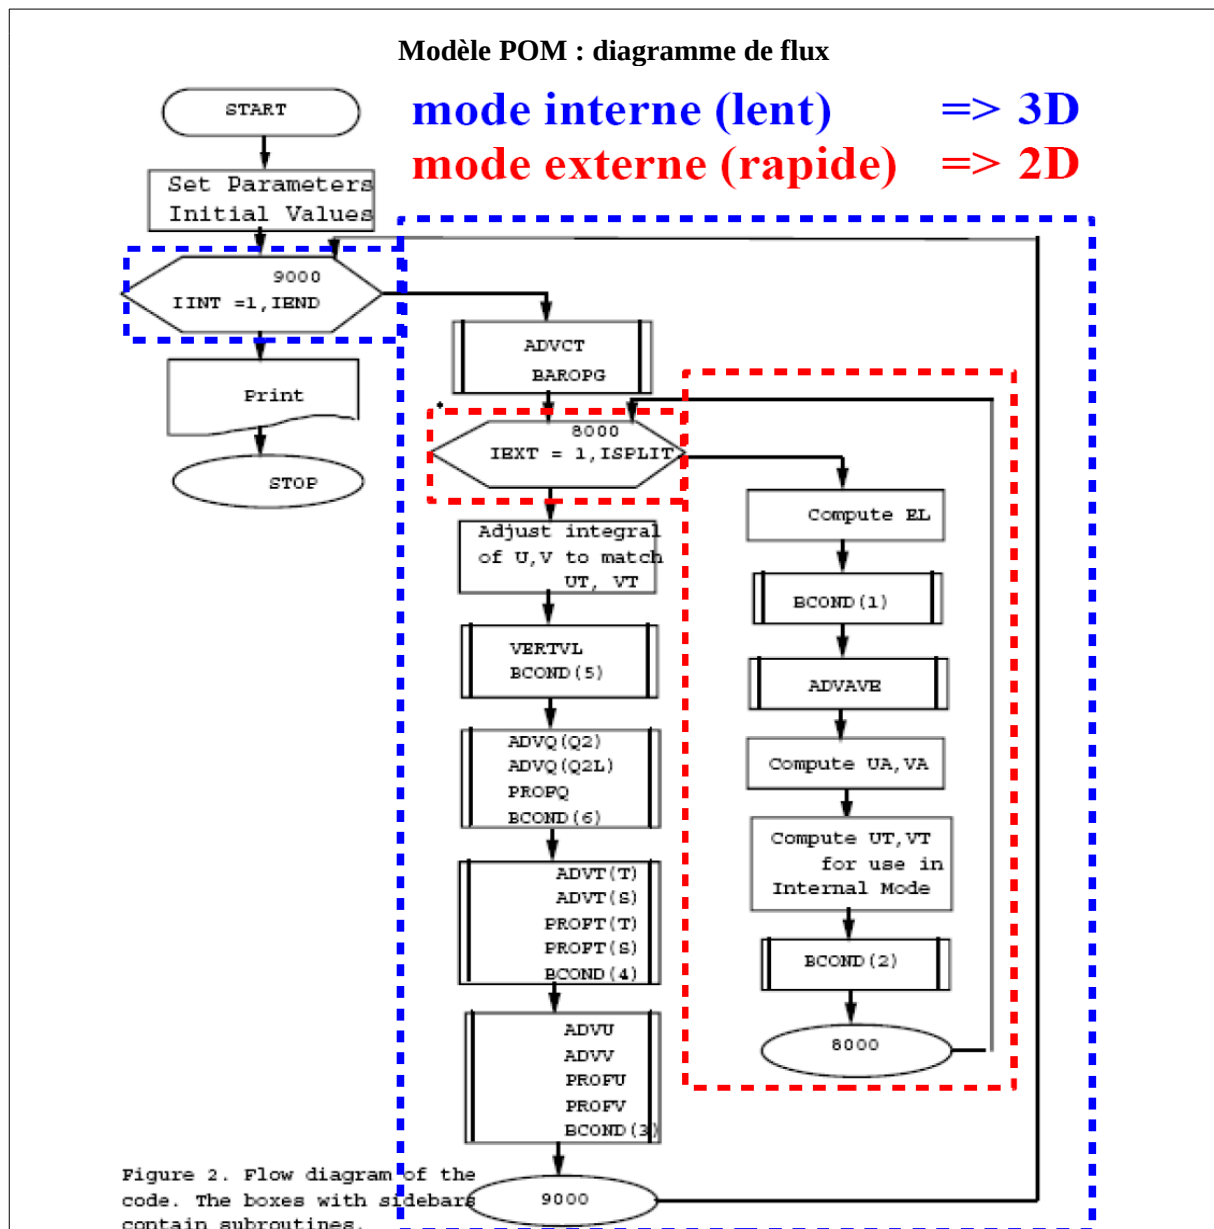 Modèle POM : diagramme de flux
mode interne (lent) => 3D
mode externe (rapide) => 2D
START
Set Parameters
Initial Values
9000
IINT =1,IEND
Print
STOP
ADVCT
BAROPG
*
8000
IEXT = 1,ISPLIT
Adjust integral
of U,V to match
UT, VT
VERTVL
BCOND(5)
ADVQ(Q2)
ADVQ(Q2L)
PROFQ
BCOND(6)
ADVT(T)
ADVT(S)
PROFT(T)
PROFT(S)
BCOND(4)
ADVU
ADVV
PROFU
PROFV
BCOND(3)
9000
Compute EL
BCOND(1)
ADVAVE
Compute UA,VA
Compute UT,VT
for use in
Internal Mode
BCOND(2)
8000
Figure 2. Flow diagram of the
code. The boxes with sidebars
contain subroutines.